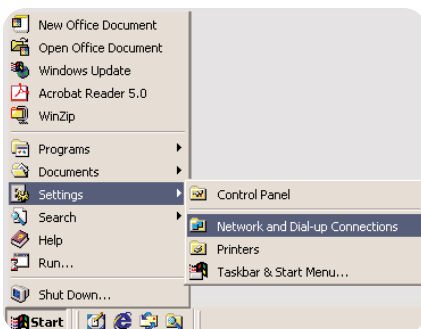 New Office Document
Open Office Document
Windows Update
Acrobat Reader 5.0
WinZip
Programs
Documents
Settings
Search
Help
Run...
Shut Down...
Control Panel
Network and Dial-up Connections
Printers
Taskbar & Start Menu...
Start